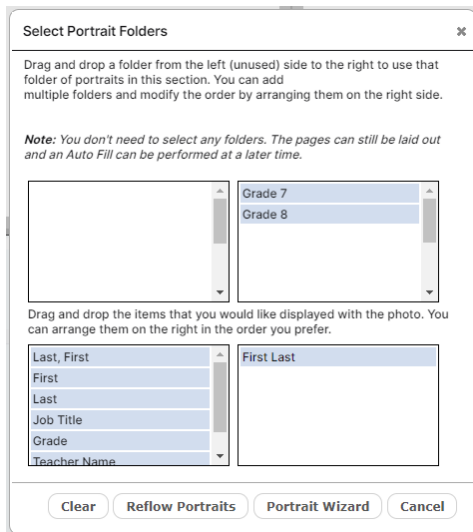 Select Portrait Folders
Drag and drop a folder from the left (unused) side to the right to use that
folder of portraits in this section. You can add
multiple folders and modify the order by arranging them on the right side.
Note: You don't need to select any folders. The pages can still be laid out
and an Auto Fill can be performed at a later time.
Grade 7
Grade 8
Drag and drop the items that you would like displayed with the photo. You
can arrange them on the right in the order you prefer.
Last, First
First
Last
Job Title
Grade
Teacher Name
First Last
Clear Reflow Portraits Portrait Wizard Cancel